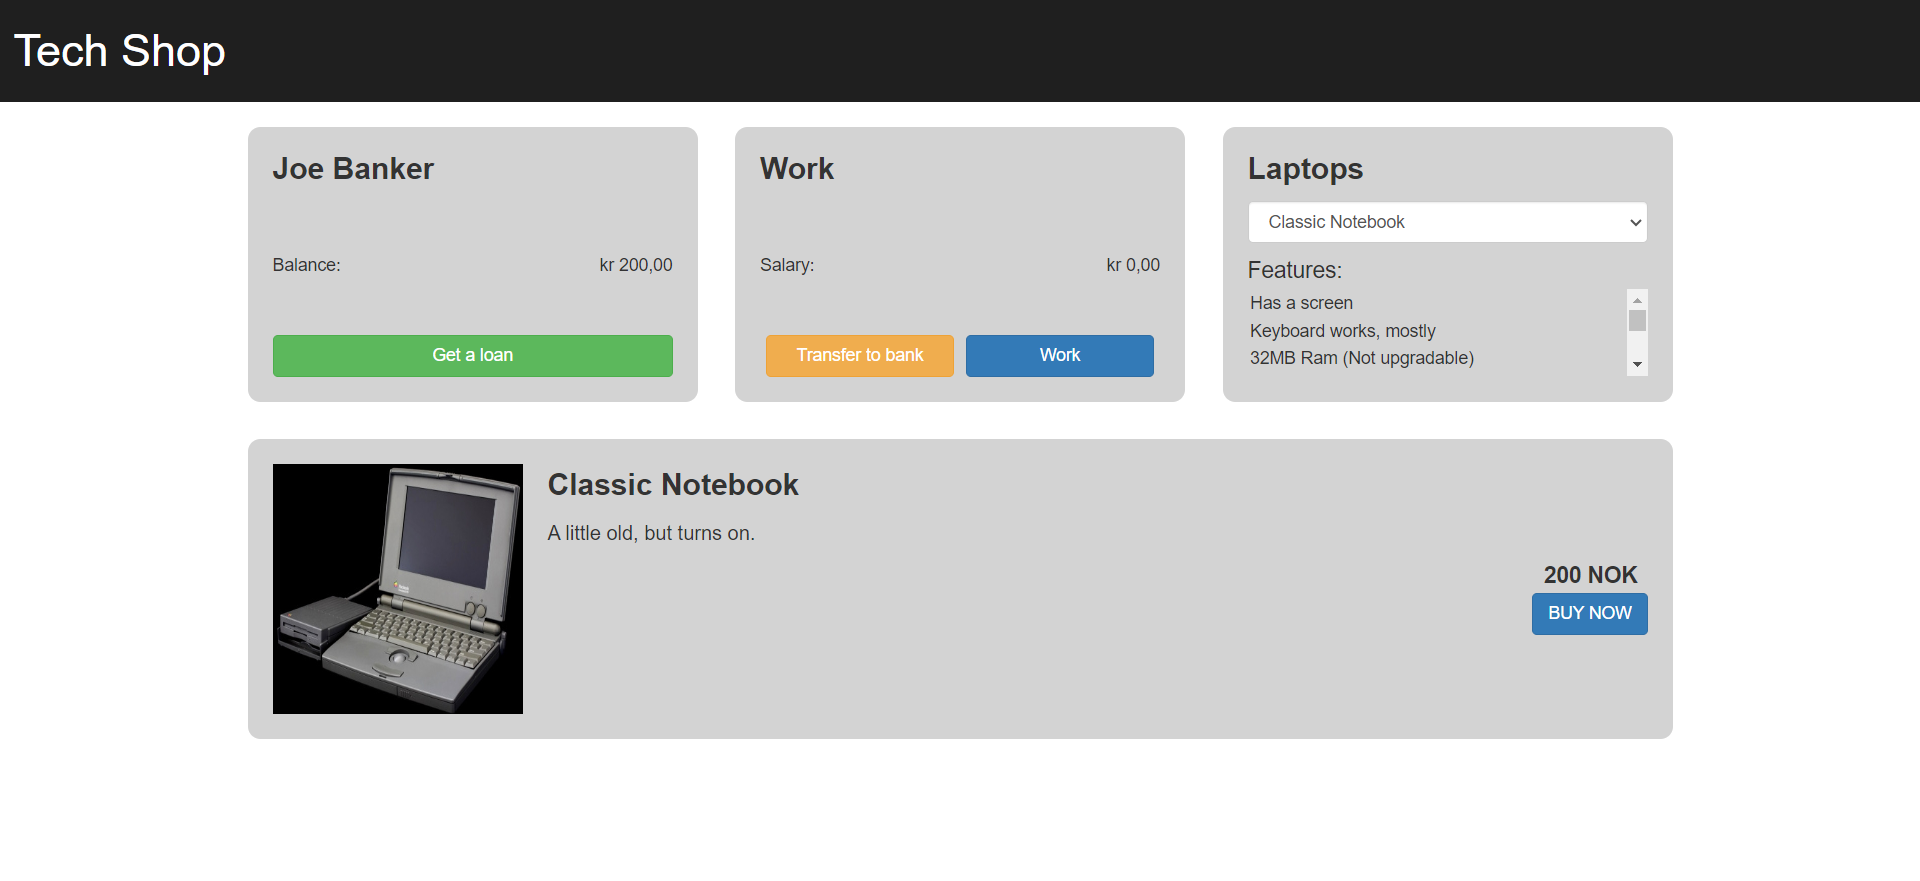 Tech Shop
Joe Banker
Balance:
kr 200,00
Get a loan
Work
Salary:
kr 0,00
Transfer to bank
Work
Laptops
Classic Notebook
Features:
Has a screen
Keyboard works, mostly
32MB Ram (Not upgradable)
Classic Notebook
A little old, but turns on.
200 NOK
BUY NOW